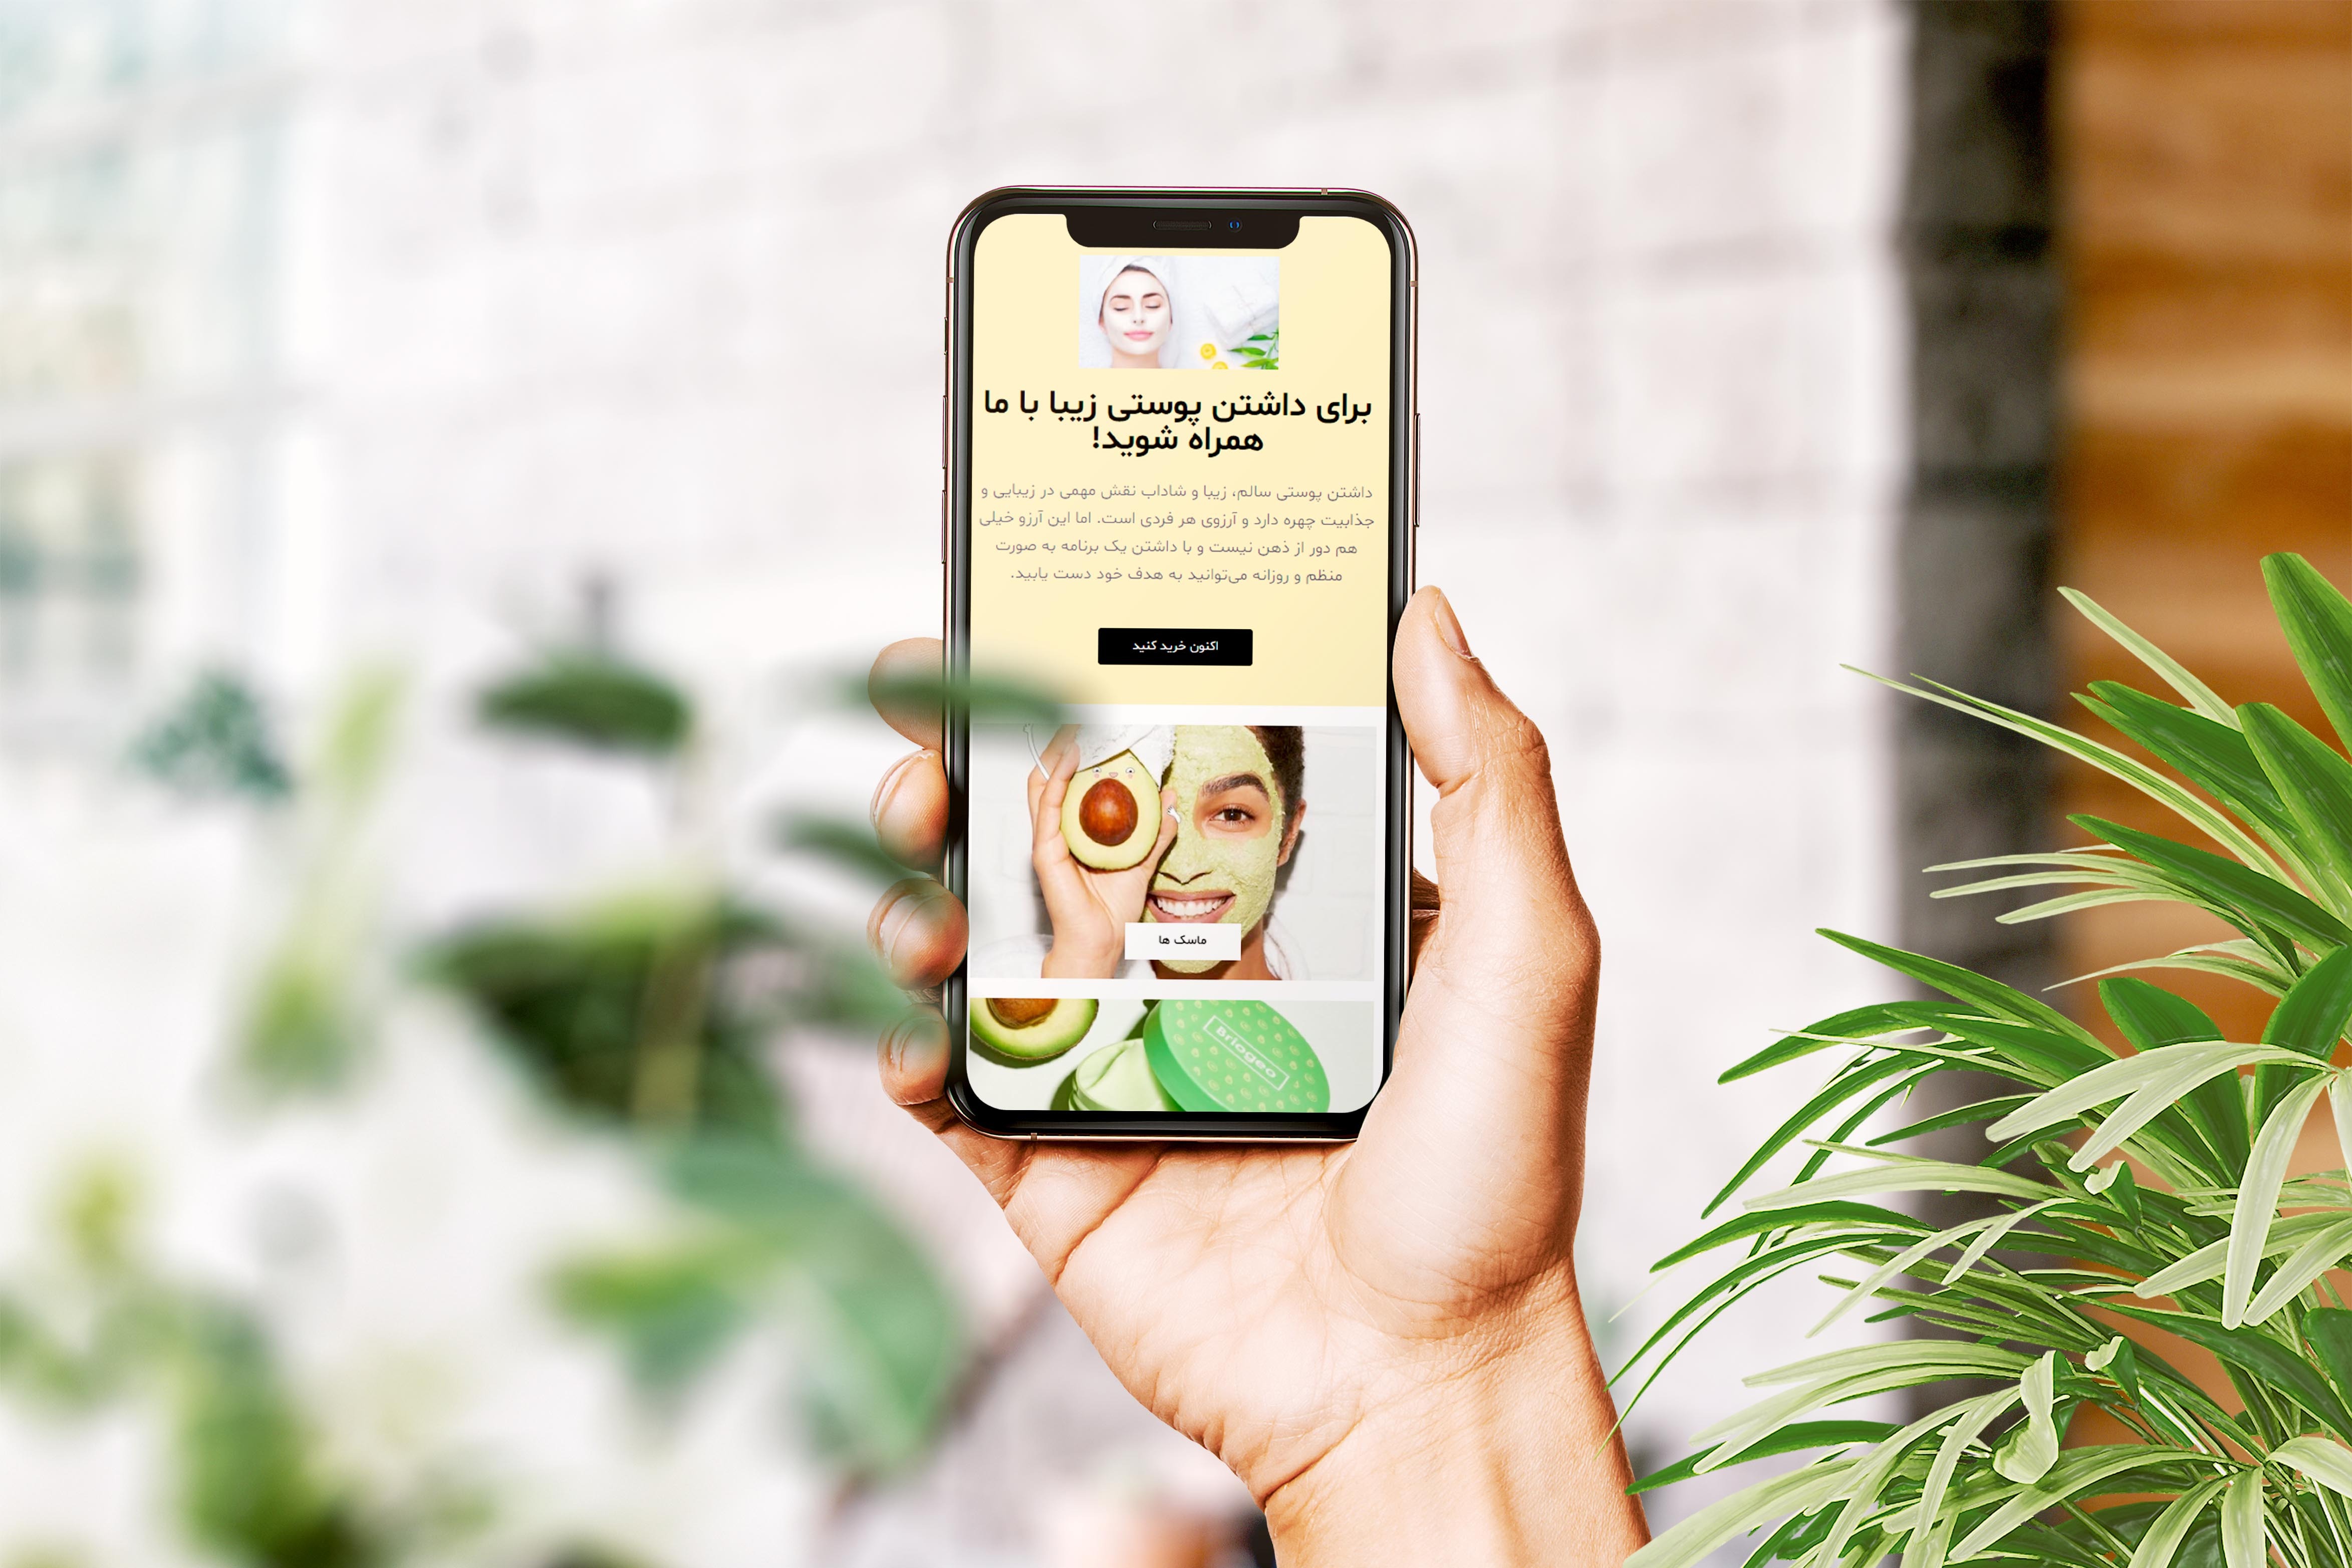 برای داشتن پوستی زیبا با ما
همراه شوید!
داشتن پوستی سالم، زیبا و شاداب نقش مهمی در زیبایی و
جذابیت چهره دارد و آرزوی هر فردی است. اما این آرزو خیلی
هم دور از ذهن نیست و با داشتن یک برنامه به صورت
منظم و روزانه می‌توانید به هدف خود دست یابید.
اکنون خرید کنید
ماسک ها
Briogeo